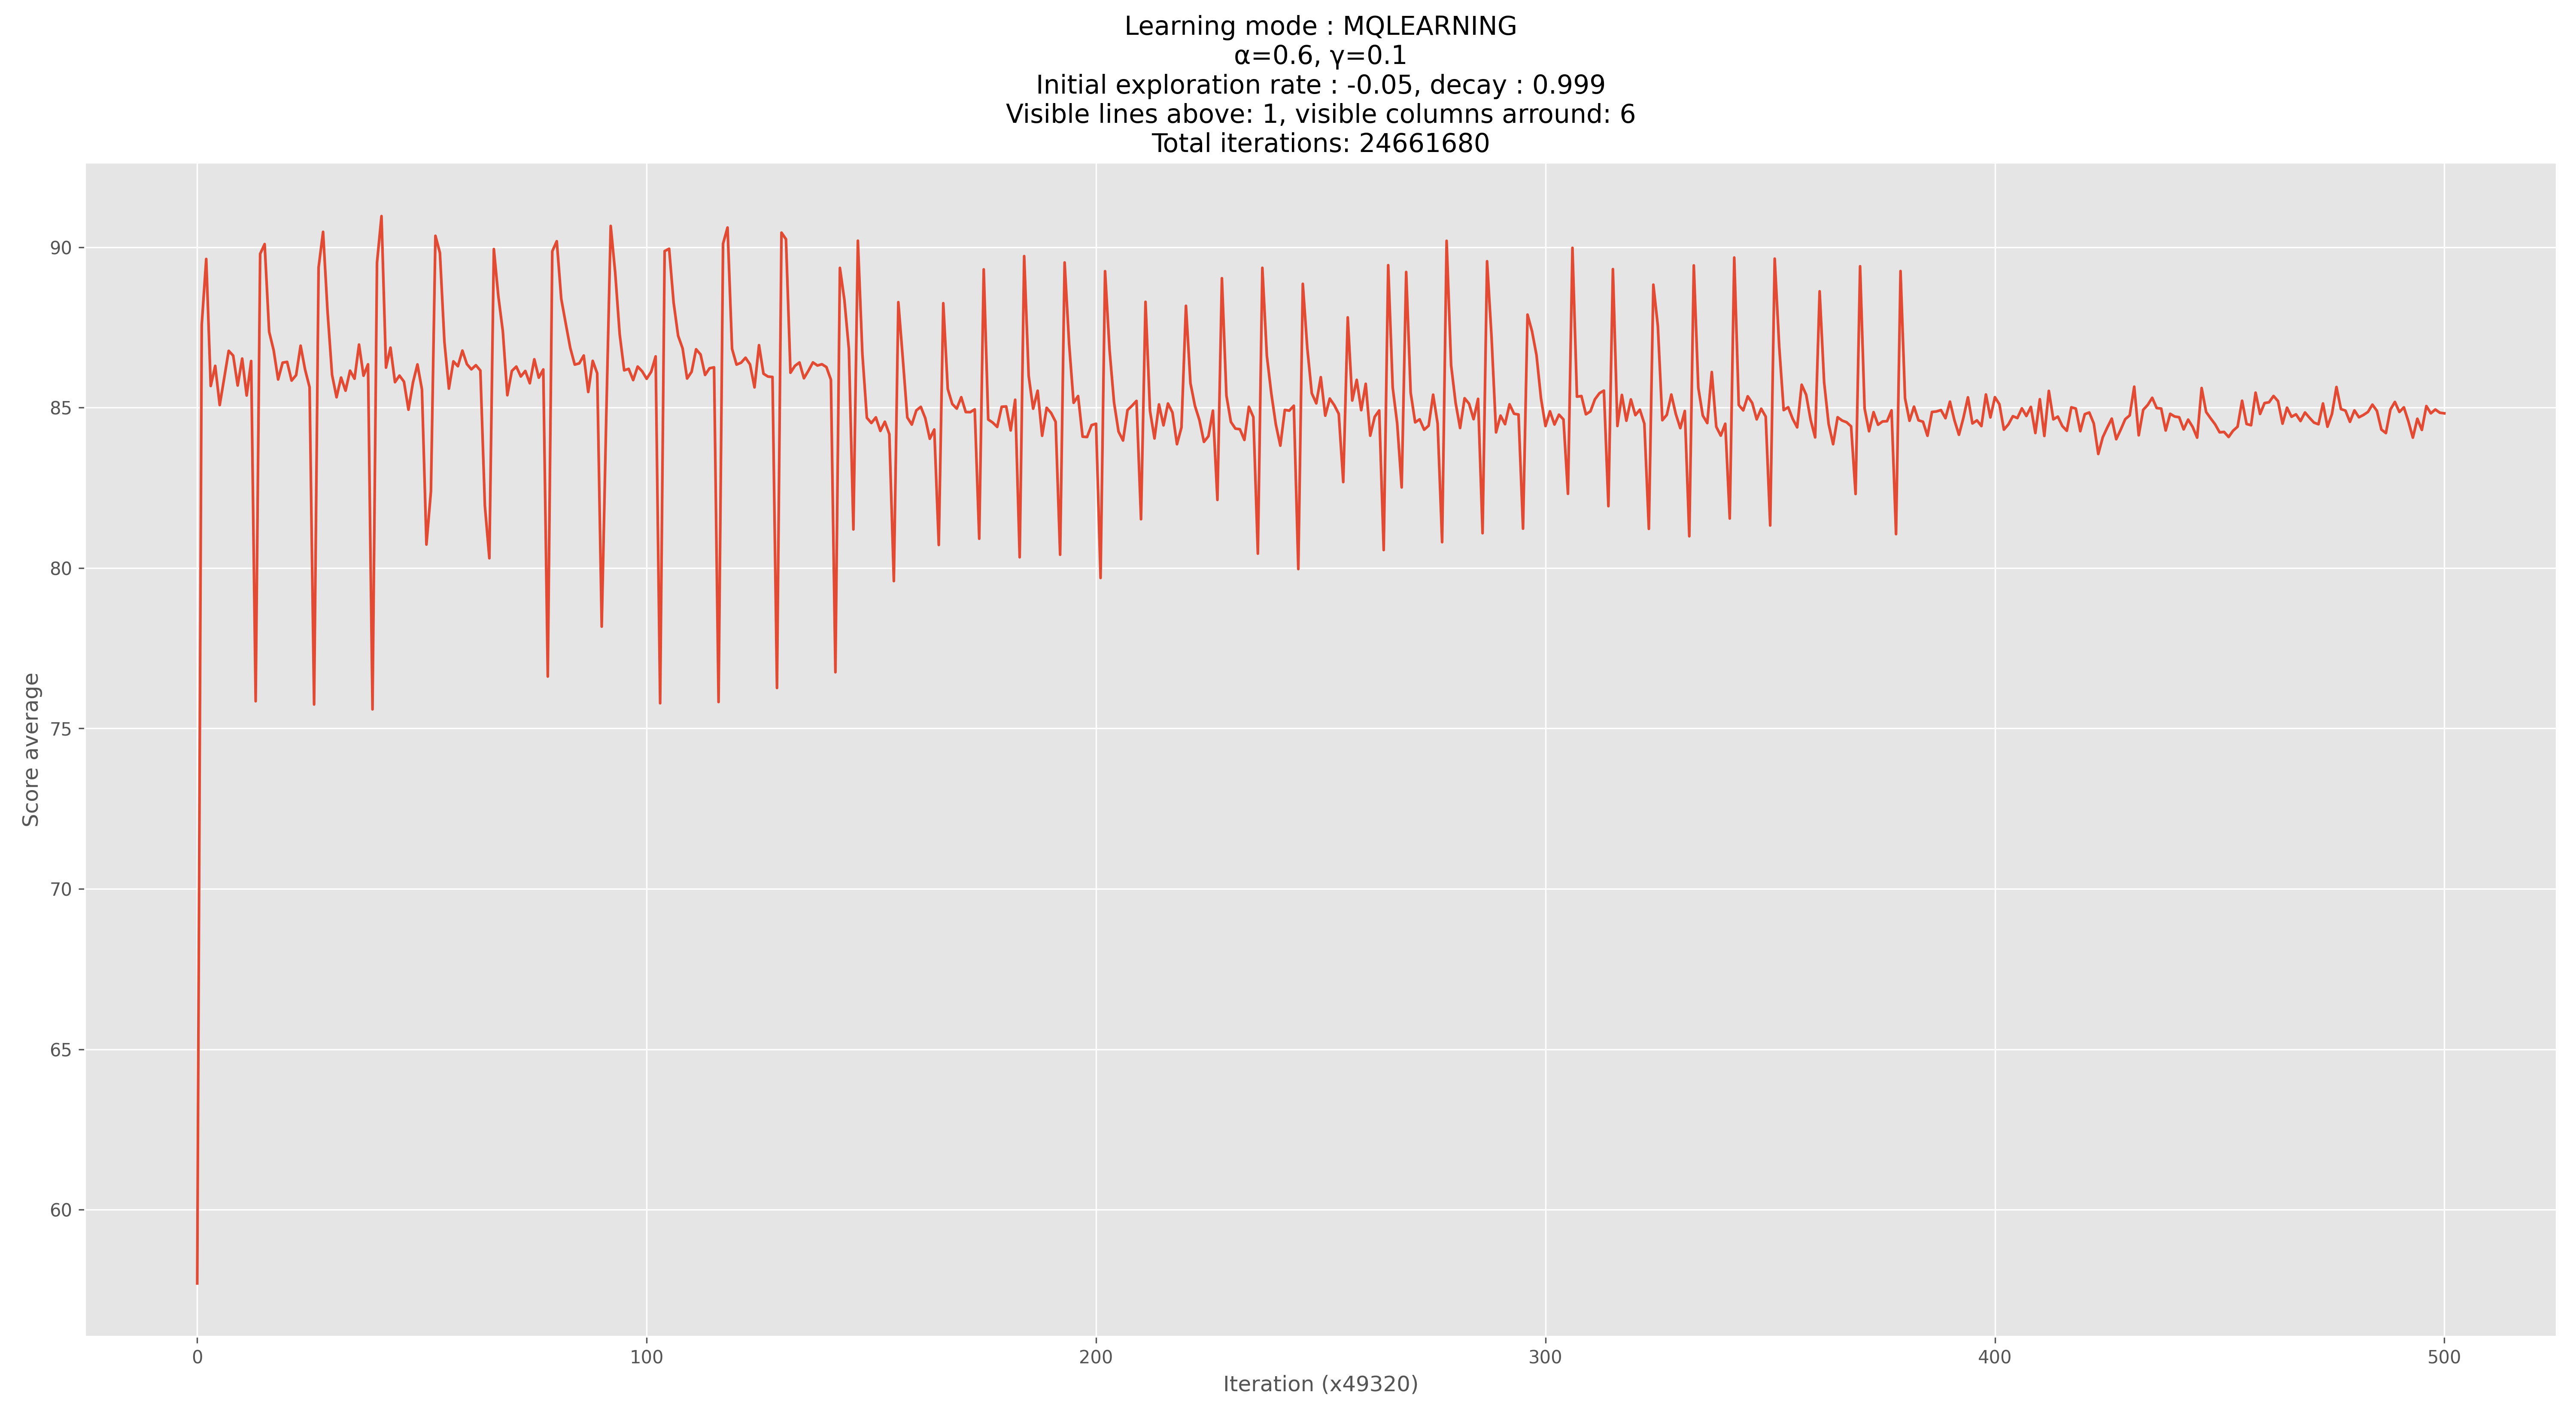 Learning mode : MQLEARNING
α=0.6, γ=0.1
Initial exploration rate : -0.05, decay : 0.999
Visible lines above: 1, visible columns arround: 6
Total iterations: 24661680
90
85
80
75
70
65
60
Score average
0 100 200 300 400 500
Iteration (x49320)